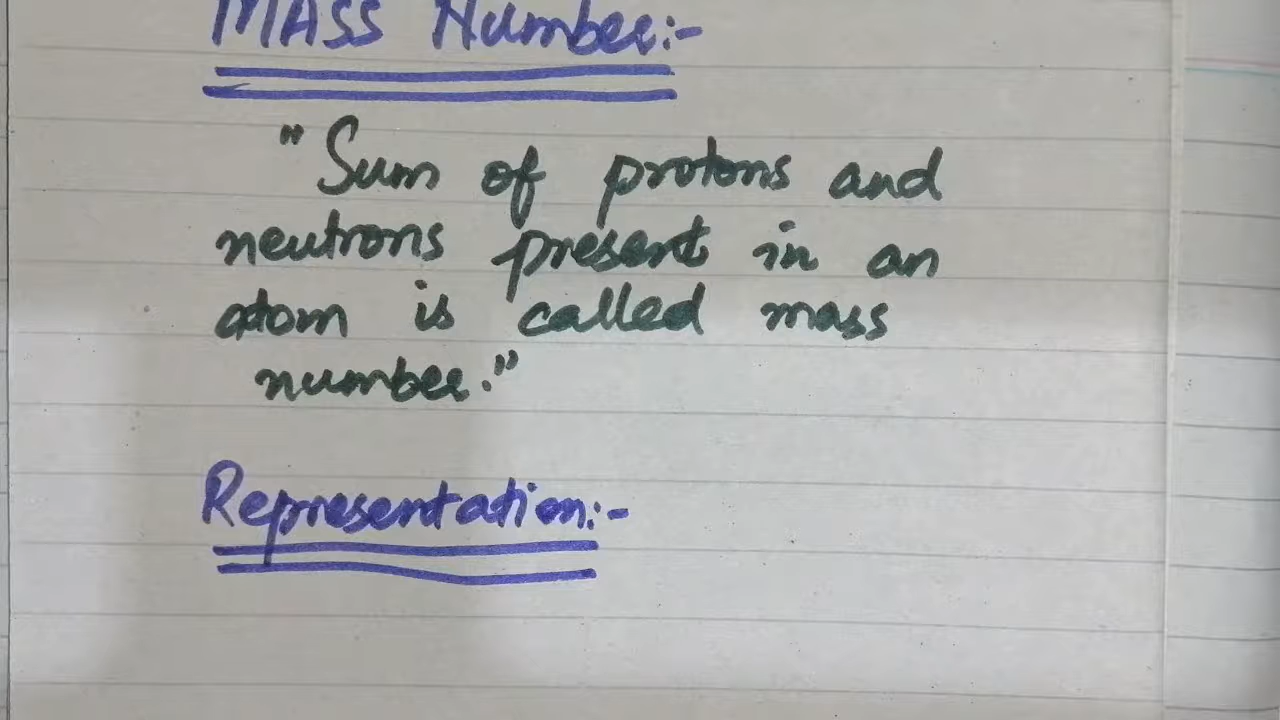 MASS Number:-
"Sum of protons and
neutrons present in an
atom is called mass
number."
Representation:-